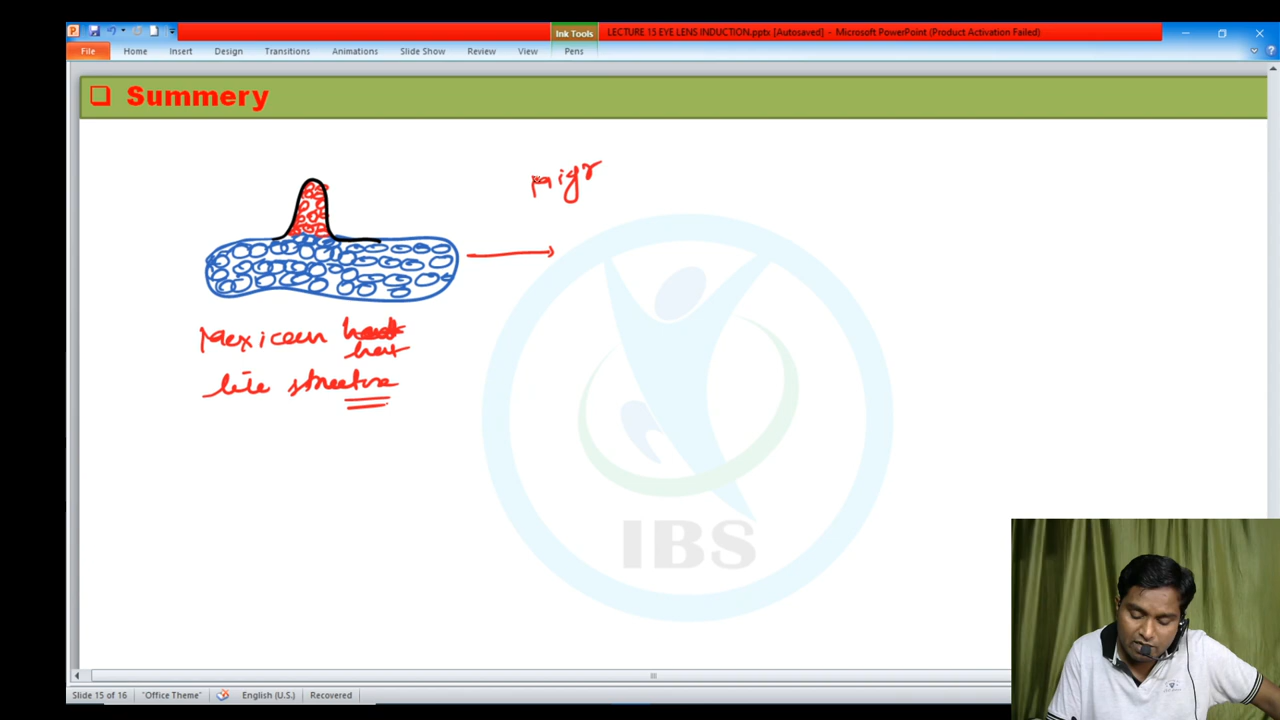 Ink Tools
LECTURE 15 EYE LENS INDUCTION.pptx [Autosaved] - Microsoft PowerPoint (Product Activation Failed)
File Home Insert Design Transitions Animations Slide Show Review View Pens
Summery
Migr
Mexican
hat
like structure
IBS
Slide 15 of 16 "Office Theme" English (U.S.) Recovered